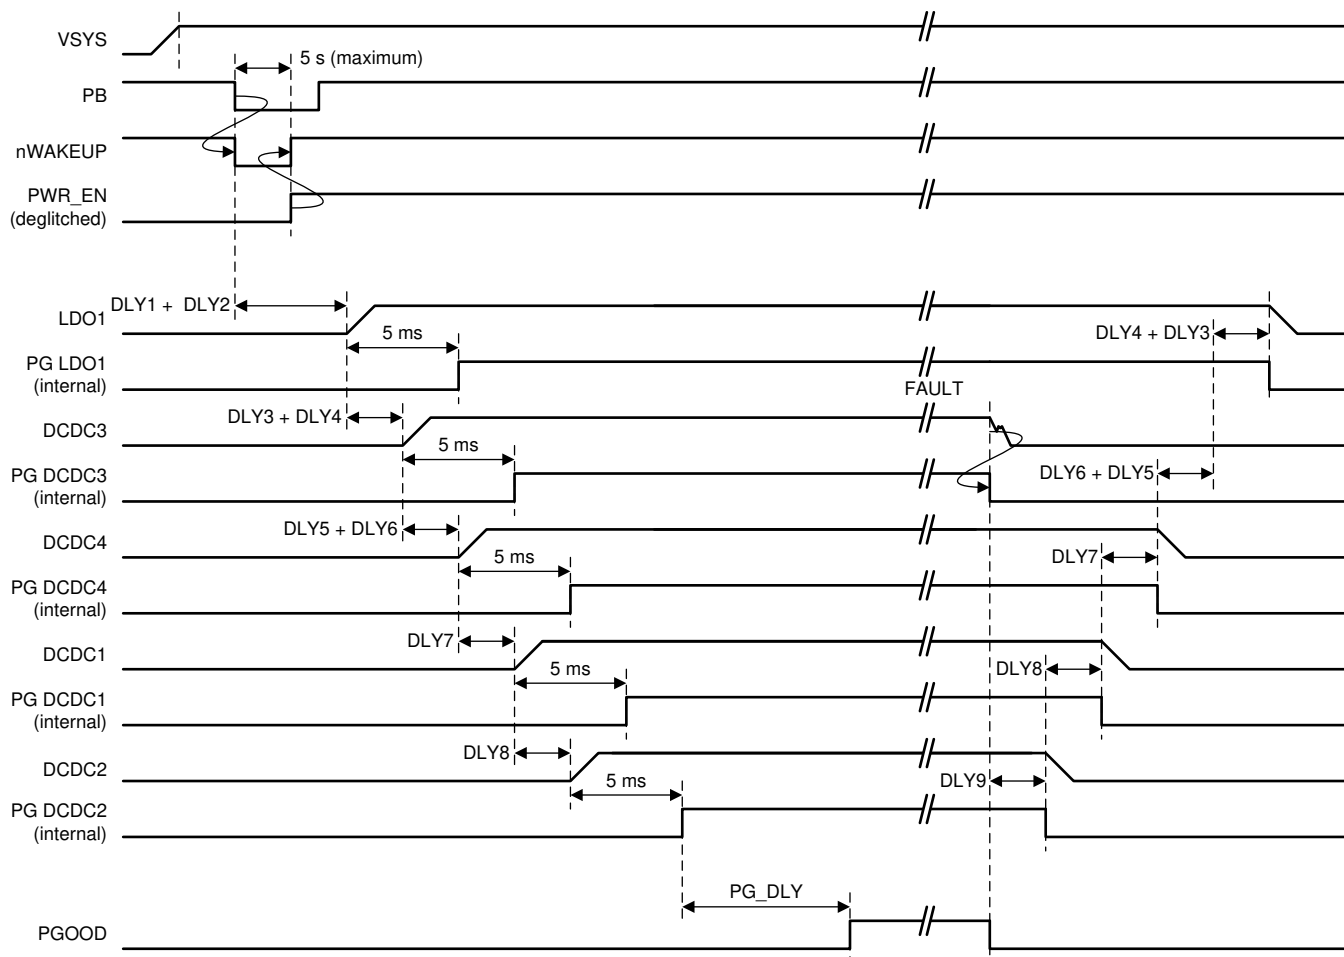 VSYS
5 s (maximum)
PB
nWAKEUP
PWR_EN
(deglitched)
DLY1 + DLY2
LDO1
5 ms
DLY4 + DLY3
PG LDO1
(internal)
FAULT
DLY3 + DLY4
DCDC3
5 ms
PG DCDC3
(internal)
DLY6 + DLY5
DLY5 + DLY6
DCDC4
5 ms
DLY7
PG DCDC4
(internal)
DLY7
DCDC1
5 ms
DLY8
PG DCDC1
(internal)
DLY8
DCDC2
5 ms
DLY9
PG DCDC2
(internal)
PG_DLY
PGOOD